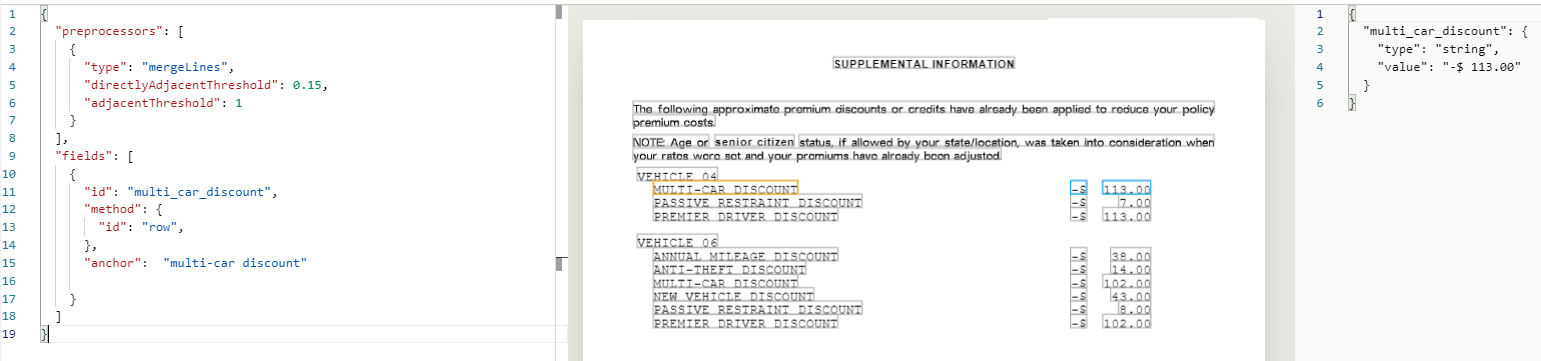 1 {
2 "preprocessors": [
3 {
4 "type": "mergeLines",
5 "directlyAdjacentThreshold": 0.15,
6 "adjacentThreshold": 1
7 }
8 ],
9 "fields": [
10 {
11 "id": "multi_car_discount",
12 "method": {
13 "id": "row",
14 },
15 "anchor":  "multi-car discount"
16
17 }
18 ]
19 }
SUPPLEMENTAL INFORMATION
The following approximate premium discounts or credits have already been applied to reduce your policy
premium costs.
NOTE: Age or senior citizen status, if allowed by your state/location, was taken into consideration when
your rates were set and your premiums have already been adjusted.
VEHICLE 04
MULTI-CAR DISCOUNT -$ 113.00
PASSIVE RESTRAINT DISCOUNT -$ 7.00
PREMIER DRIVER DISCOUNT -$ 113.00
VEHICLE 06
ANNUAL MILEAGE DISCOUNT -$ 38.00
ANTI-THEFT DISCOUNT -$ 14.00
MULTI-CAR DISCOUNT -$ 102.00
NEW VEHICLE DISCOUNT -$ 43.00
PASSIVE RESTRAINT DISCOUNT -$ 8.00
PREMIER DRIVER DISCOUNT -$ 102.00
1 {
2 "multi_car_discount": {
3 "type": "string",
4 "value": "-$ 113.00"
5 }
6 }